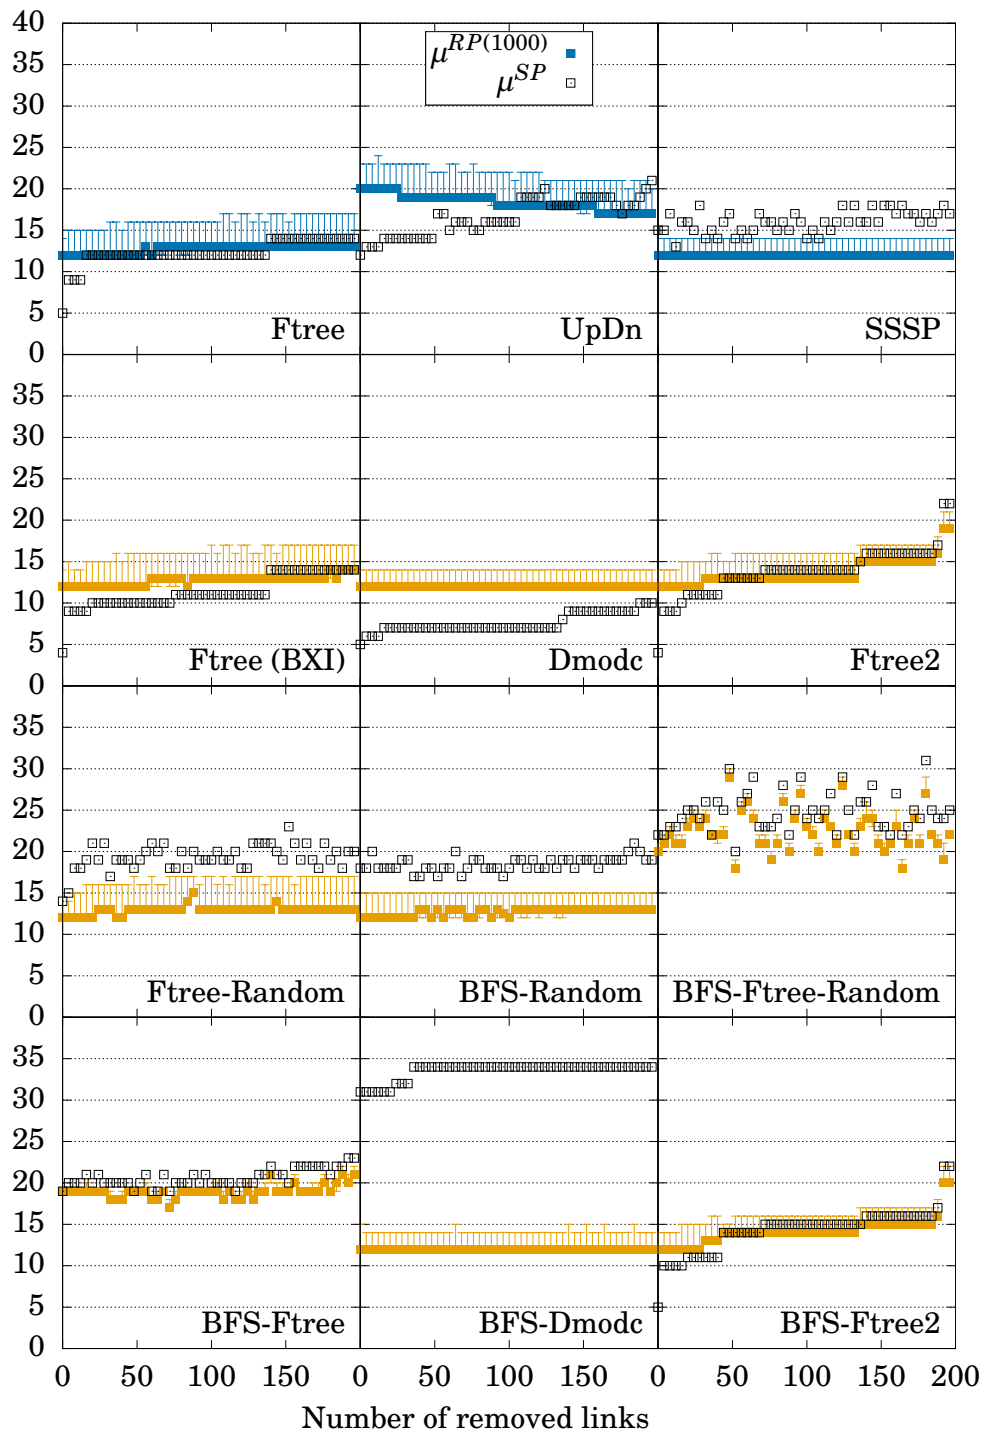 40
35
30
25
20
15
10
5
0
μ^{RP(1000)}
μ^{SP}
Ftree
UpDn
SSSP
35
30
25
20
15
10
5
0
Ftree (BXI)
Dmodc
Ftree2
35
30
25
20
15
10
5
0
Ftree-Random
BFS-Random
BFS-Ftree-Random
35
30
25
20
15
10
5
0
BFS-Ftree
BFS-Dmodc
BFS-Ftree2
0 50 100 150 0 50 100 150 0 50 100 150 200
Number of removed links